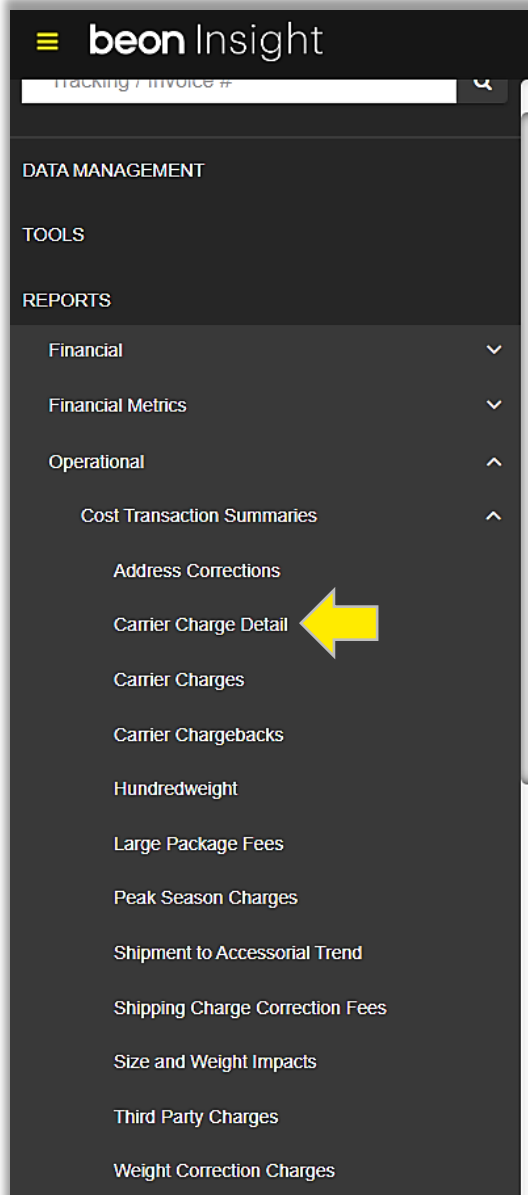 beon Insight
Tracking / Invoice #
DATA MANAGEMENT
TOOLS
REPORTS
Financial
Financial Metrics
Operational
Cost Transaction Summaries
Address Corrections
Carrier Charge Detail
Carrier Charges
Carrier Chargebacks
Hundredweight
Large Package Fees
Peak Season Charges
Shipment to Accessorial Trend
Shipping Charge Correction Fees
Size and Weight Impacts
Third Party Charges
Weight Correction Charges